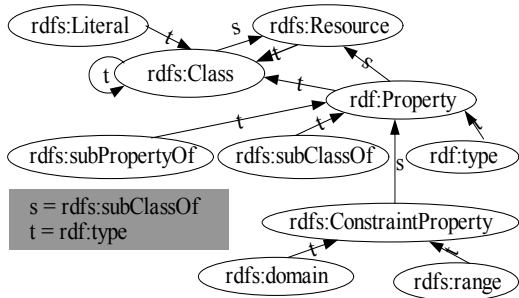 rdfs:Literal
rdfs:Resource
t
s
t
t
rdfs:Class
s
t
rdf:Property
t
t
t
rdfs:subPropertyOf
rdfs:subClassOf
rdf:type
s
s = rdfs:subClassOf
t = rdf:type
rdfs:ConstraintProperty
t
t
rdfs:domain
rdfs:range